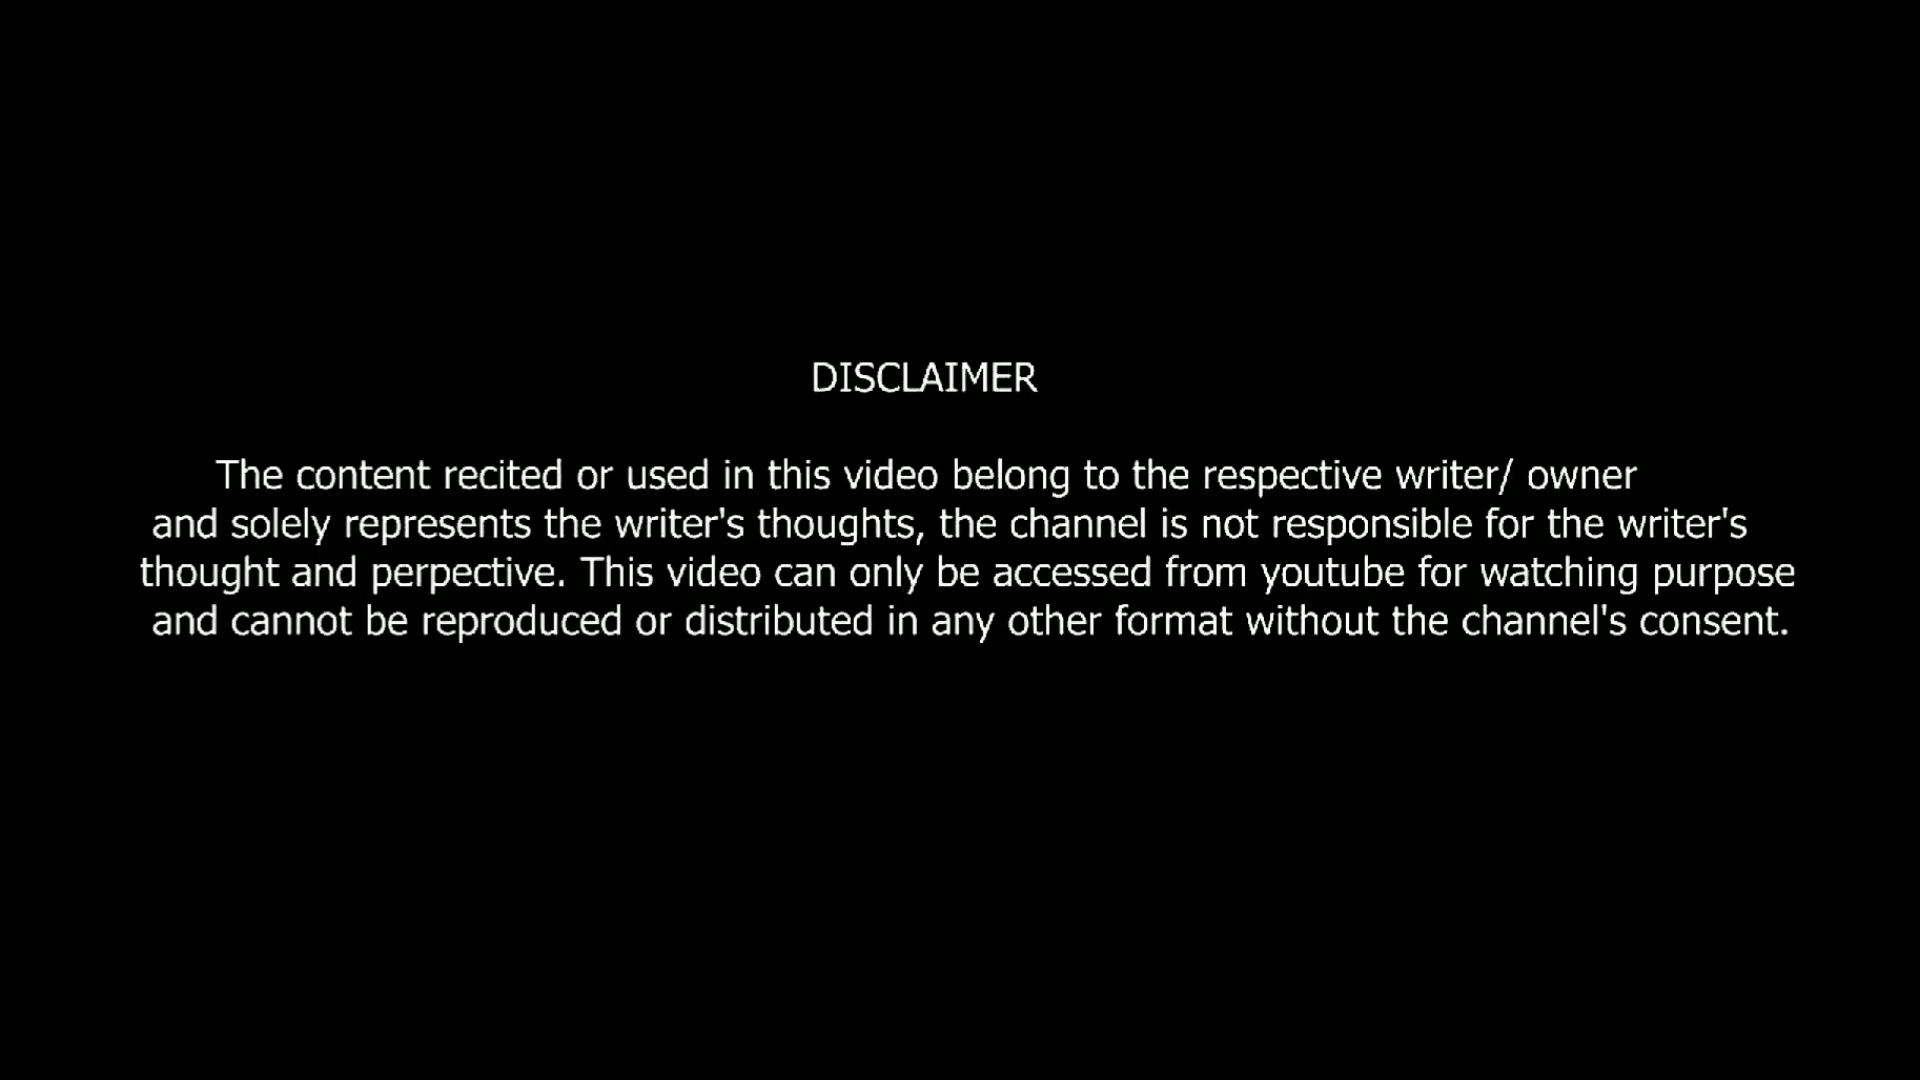 DISCLAIMER
The content recited or used in this video belong to the respective writer/ owner
and solely represents the writer's thoughts, the channel is not responsible for the writer's
thought and perpective. This video can only be accessed from youtube for watching purpose
and cannot be reproduced or distributed in any other format without the channel's consent.